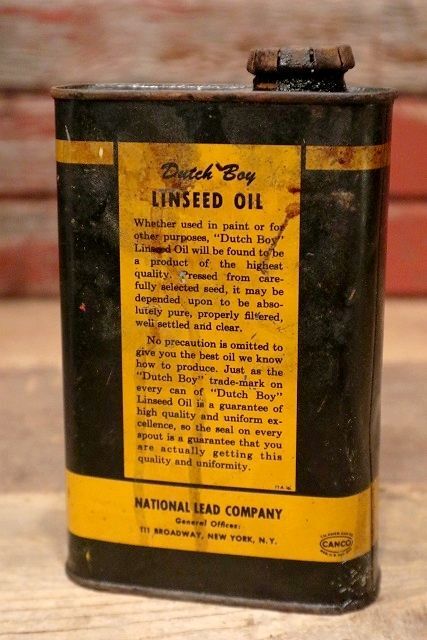 Dutch Boy
LINSEED OIL
Whether used in paint or for
other purposes, "Dutch Boy"
Linseed Oil will be found to be
a product of the highest
quality. Pressed from care-
fully selected seed, it may be
depended upon to be abso-
lutely pure, properly filtered,
well settled and clear.
No precaution is omitted to
give you the best oil we know
how to produce. Just as the
"Dutch Boy" trade-mark on
every can of "Dutch Boy"
Linseed Oil is a guarantee of
high quality and uniform ex-
cellence, so the seal on every
spout is a guarantee that you
are actually getting this
quality and uniformity.
NATIONAL LEAD COMPANY
General Offices:
111 BROADWAY, NEW YORK, N.Y.
CANCO